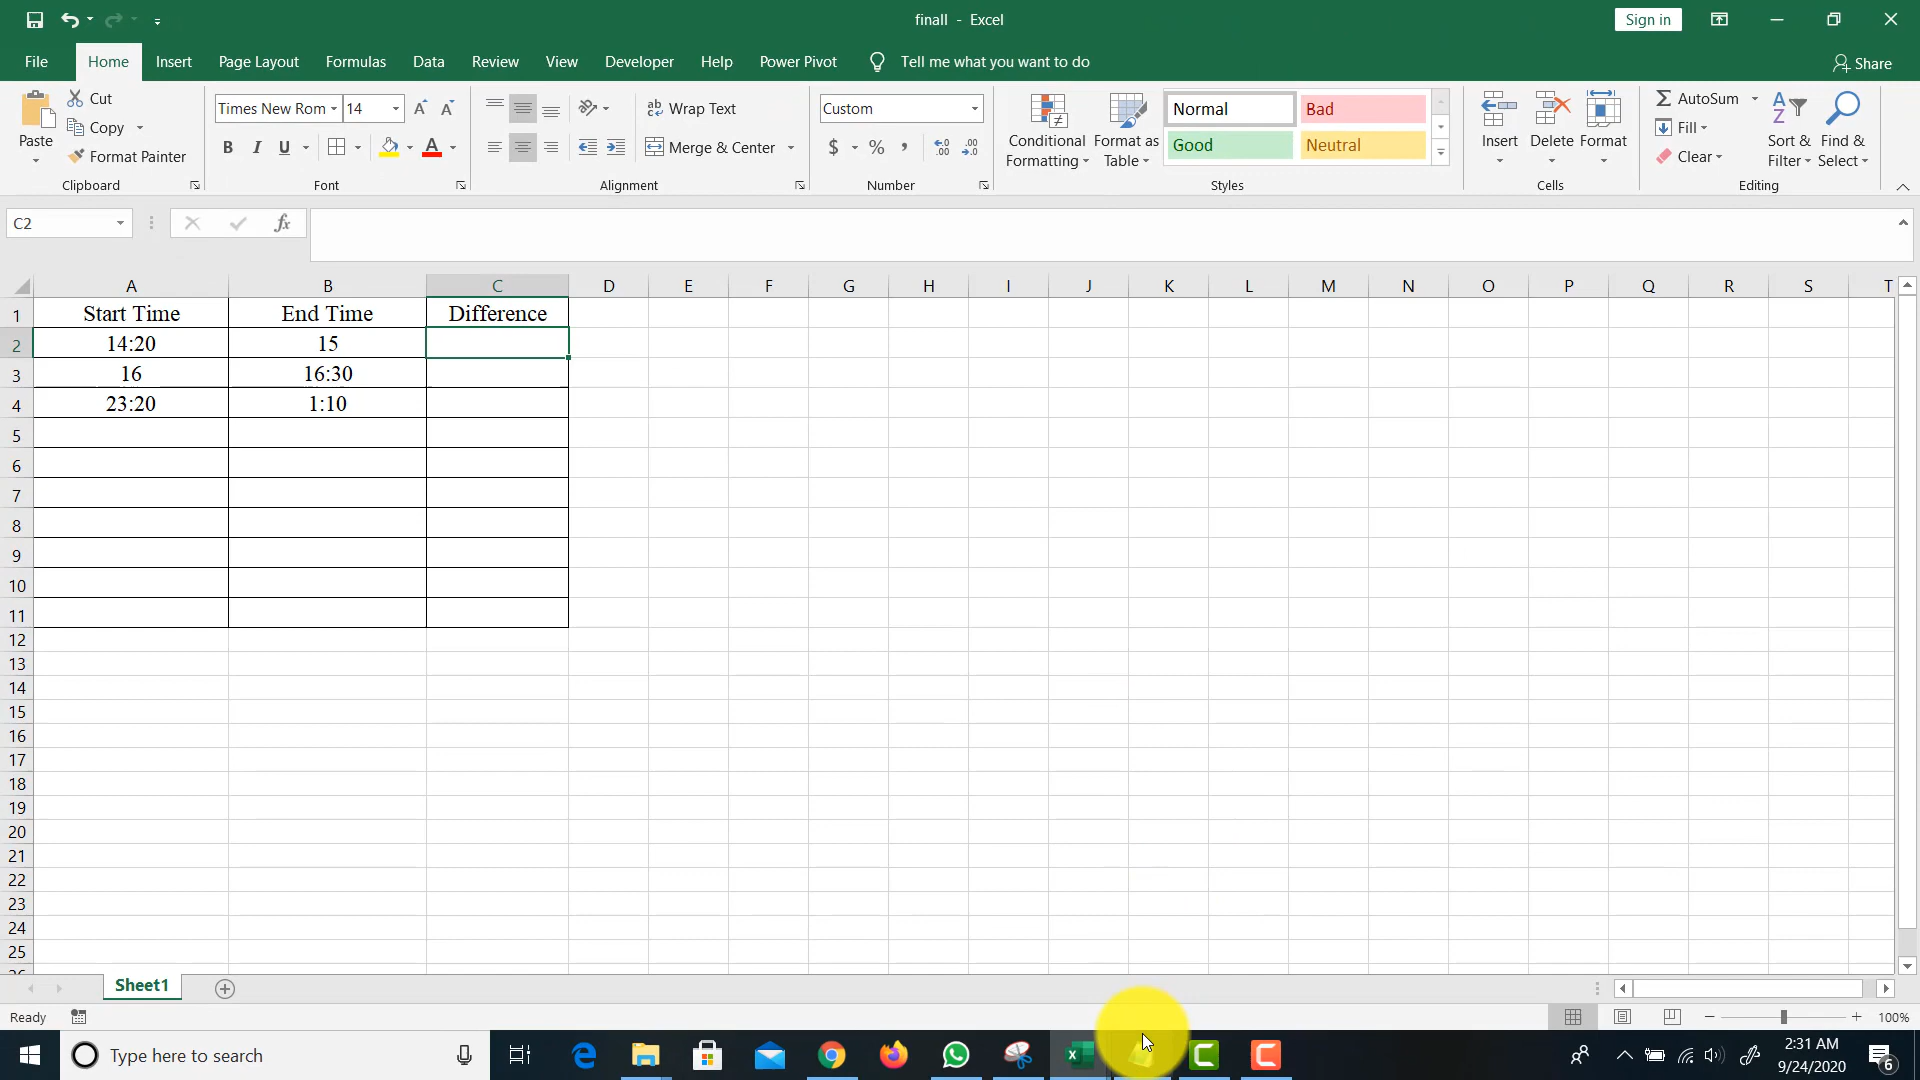 finall - Excel
Sign in
File Home Insert Page Layout Formulas Data Review View Developer Help Power Pivot Tell me what you want to do
Share
Paste
Cut
Copy
Format Painter
Clipboard
Times New Rom 14
B I U
Font
Wrap Text
Merge & Center
Alignment
Custom
$ % ,
Number
Conditional Formatting
Format as Table
Normal Bad
Good Neutral
Styles
Insert Delete Format
Cells
AutoSum
Fill
Clear
Sort & Filter
Find & Select
Editing
C2 fx
A B C D E F G H I J K L M N O P Q R S T
1 Start Time End Time Difference
2 14:20 15
3 16 16:30
4 23:20 1:10
5
6
7
8
9
10
11
12
13
14
15
16
17
18
19
20
21
22
23
24
25
Sheet1
Ready
100%
Type here to search
2:31 AM
9/24/2020
6